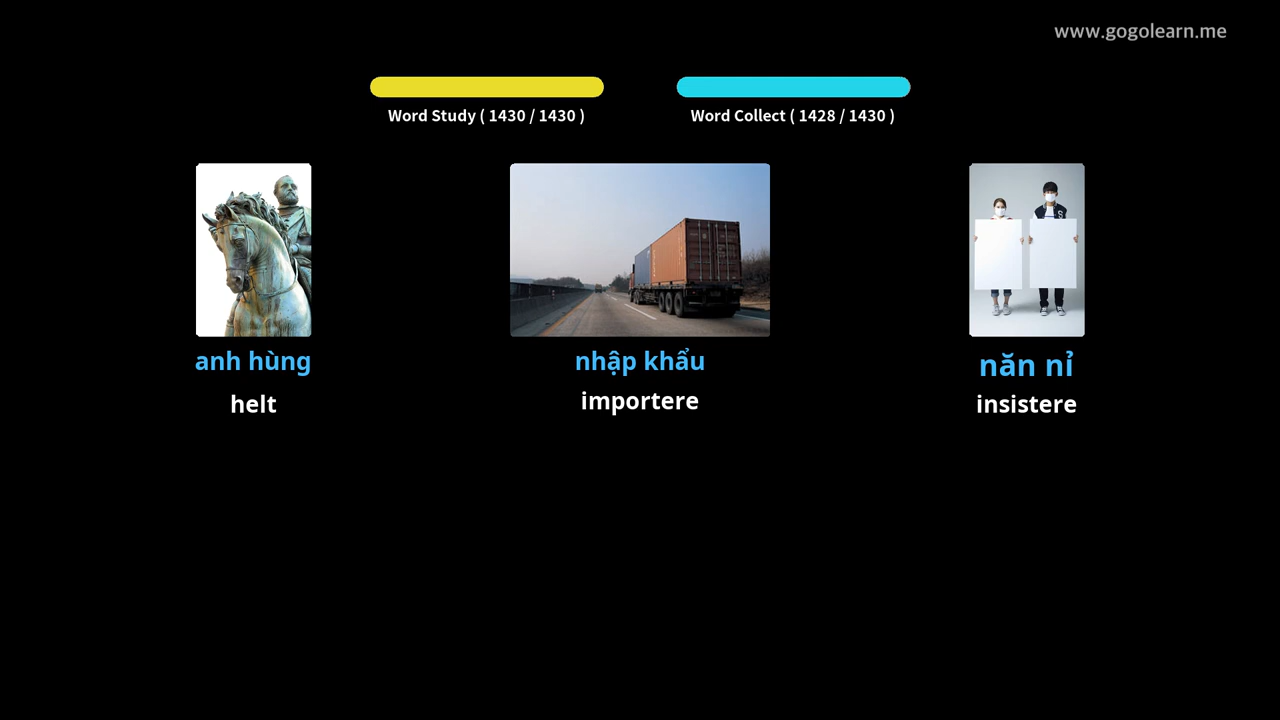 www.gogolearn.me
Word Study ( 1430 / 1430 )
Word Collect ( 1428 / 1430 )
anh hùng
helt
nhập khẩu
importere
năn nỉ
insistere